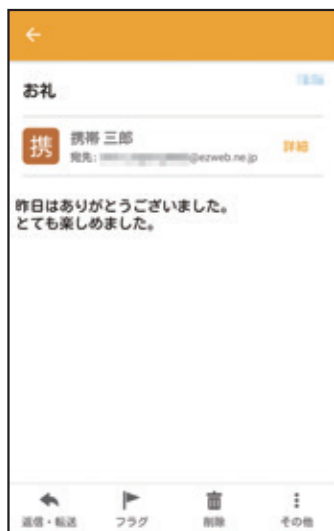 お礼
携
携帯 三郎
宛先:
@ezweb.ne.jp
詳細
昨日はありがとうございました。
とても楽しめました。
返信・転送
フラグ
削除
その他